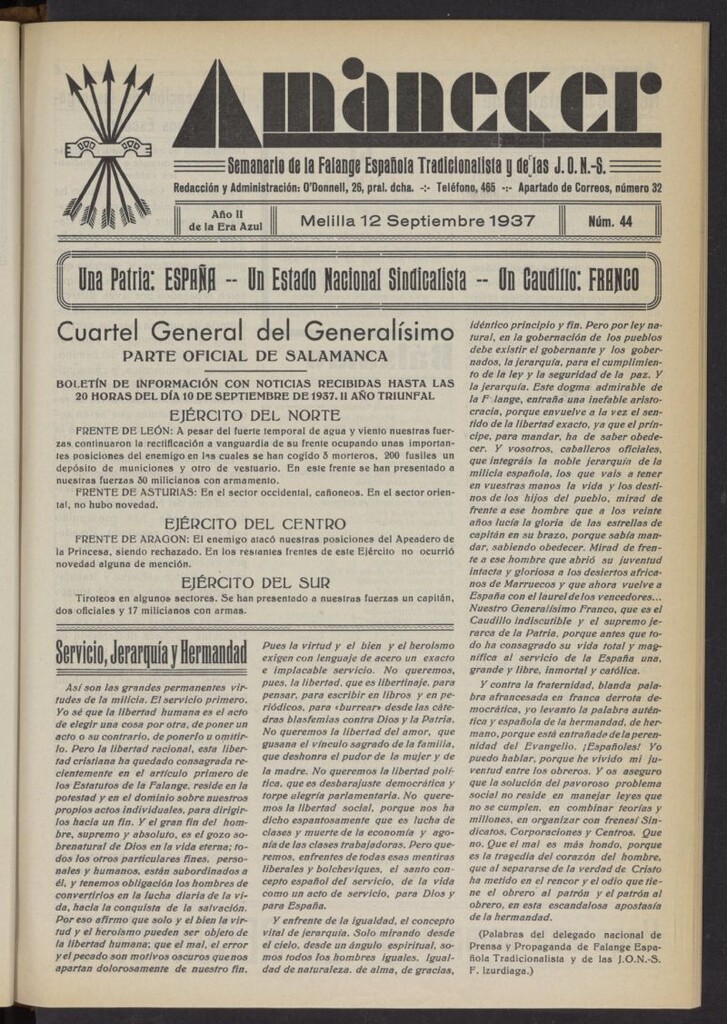 Amanecer
Semanario de la Falange Española Tradicionalista y de las J. O. N.-S.
Redacción y Administración: O'Donnell, 26, pral. dcha. -:- Teléfono, 465 -:- Apartado de Correos, número 32
Año II
de la Era Azul
Melilla 12 Septiembre 1937
Núm. 44
Una Patria: ESPAÑA -- Un Estado Nacional Sindicalista -- Un Caudillo: FRANCO
Cuartel General del Generalísimo
PARTE OFICIAL DE SALAMANCA
BOLETÍN DE INFORMACIÓN CON NOTICIAS RECIBIDAS HASTA LAS
20 HORAS DEL DÍA 10 DE SEPTIEMBRE DE 1937. II AÑO TRIUNFAL
EJÉRCITO DEL NORTE
FRENTE DE LEÓN: A pesar del fuerte temporal de agua y viento nuestras fuer-
zas continuaron la rectificación a vanguardia de su frente ocupando unas importan-
tes posiciones del enemigo en las cuales se han cogido 5 morteros, 200 fusiles un
depósito de municiones y otro de vestuario. En este frente se han presentado a
nuestras fuerzas 50 milicianos con armamento.
FRENTE DE ASTURIAS: En el sector occidental, cañoneos. En el sector orien-
tal, no hubo novedad.
EJÉRCITO DEL CENTRO
FRENTE DE ARAGON: El enemigo atacó nuestras posiciones del Apeadero de
la Princesa, siendo rechazado. En los restantes frentes de este Ejército no ocurrió
novedad alguna de mención.
EJÉRCITO DEL SUR
Tiroteos en algunos sectores. Se han presentado a nuestras fuerzas un capitán,
dos oficiales y 17 milicianos con armas.
Servicio, Jerarquía y Hermandad
Así son las grandes permanentes vir-
tudes de la milicia. El servicio primero.
Yo sé que la libertad humana es el acto
de elegir una cosa por otra, de poner un
acto o su contrario, de ponerlo u omitir-
lo. Pero la libertad racional, esta liber-
tad cristiana ha quedado consagrada re-
cientemente en el artículo primero de
los Estatutos de la Falange, reside en la
potestad y en el dominio sobre nuestros
propios actos individuales, para dirigir-
los hacia un fin. Y el gran fin del hom-
bre, supremo y absoluto, es el gozo so-
brenatural de Dios en la vida eterna; to-
dos los otros particulares fines, perso-
nales y humanos, están subordinados a
él, y tenemos obligación los hombres de
convertirlos en la lucha diaria de la vi-
da, hacia la conquista de la salvación.
Por eso afirmo que solo y el bien la vir-
tud y el heroísmo pueden ser objeto de
la libertad humana; que el mal, el error
y el pecado son motivos oscuros que nos
apartan dolorosamente de nuestro fin.
Pues la virtud y el bien y el heroísmo
exigen con lenguaje de acero un exacto
e implacable servicio. No queremos,
pues, la libertad, que es libertinaje, para
pensar, para escribir en libros y en pe-
riódicos, para «burrear» desde las cáte-
dras blasfemias contra Dios y la Patria.
No queremos la libertad del amor, que
gusana el vínculo sagrado de la familia,
que deshonra el pudor de la mujer y de
la madre. No queremos la libertad polí-
tica, que es desbarajuste democrática y
torpe alegría parlamentaria. No quere-
mos la libertad social, porque nos ha
dicho espantosamente que es lucha de
clases y muerte de la economía y ago-
nía de las clases trabajadoras. Pero que-
remos, enfrentes de todas esas mentiras
liberales y bolcheviques, el santo con-
cepto español del servicio, de la vida
como un acto de servicio, para Dios y
para España.
Y enfrente de la igualdad, el concepto
vital de jerarquía. Solo mirando desde
el cielo, desde un ángulo espiritual, so-
mos todos los hombres iguales. Igual-
dad de naturaleza, de alma, de gracias,
idéntico principio y fin. Pero por ley na-
tural, en la gobernación de los pueblos
debe existir el gobernante y los gober-
nados, la jerarquía, para el cumplimien-
to de la ley y la seguridad de la paz. Y
la jerarquía. Este dogma admirable de
la Falange, entraña una inefable aristo-
cracia, porque envuelve a la vez el sen-
tido de la libertad exacto, ya que el prín-
cipe, para mandar, ha de saber obede-
cer. Y vosotros, caballeros oficiales,
que integráis la noble jerarquía de la
milicia española, los que vais a tener
en vuestras manos la vida y los desti-
nos de los hijos del pueblo, mirad de
frente a ese hombre que a los veinte
años lucía la gloria de las estrellas de
capitán en su brazo, porque sabía man-
dar, sabiendo obedecer. Mirad de fren-
te a ese hombre que abrió su juventud
intacta y gloriosa a los desiertos africa-
nos de Marruecos y que ahora vuelve a
España con el laurel de los vencedores...
Nuestro Generalísimo Franco, que es el
Caudillo indiscutible y el supremo je-
rarca de la Patria, porque antes que to-
do ha consagrado su vida total y mag-
nífica al servicio de la España una,
grande y libre, inmortal y católica.
Y contra la fraternidad, blanda pala-
bra afrancesada en franca derrota de-
mocrática, yo levanto la palabra autén-
tica y española de la hermandad, de her-
mano, porque está entrañada de la peren-
nidad del Evangelio. ¡Españoles! Yo
puedo hablar, porque he vivido mi ju-
ventud entre los obreros. Y os aseguro
que la solución del pavoroso problema
social no reside en manejar leyes que
no se cumplen, en combinar teorías y
millones, en organizar con frenesí Sin-
dicatos, Corporaciones y Centros. Que
no. Que el mal es más hondo, porque
es la tragedia del corazón del hombre,
que al separarse de la verdad de Cristo
ha metido en el rencor y el odio que tie-
ne el obrero al patrón y el patrón al
obrero, en esta escandalosa apostasía
de la hermandad.
(Palabras del delegado nacional de
Prensa y Propaganda de Falange Espa-
ñola Tradicionalista y de las J.O.N.-S.
F. Izurdiaga.)